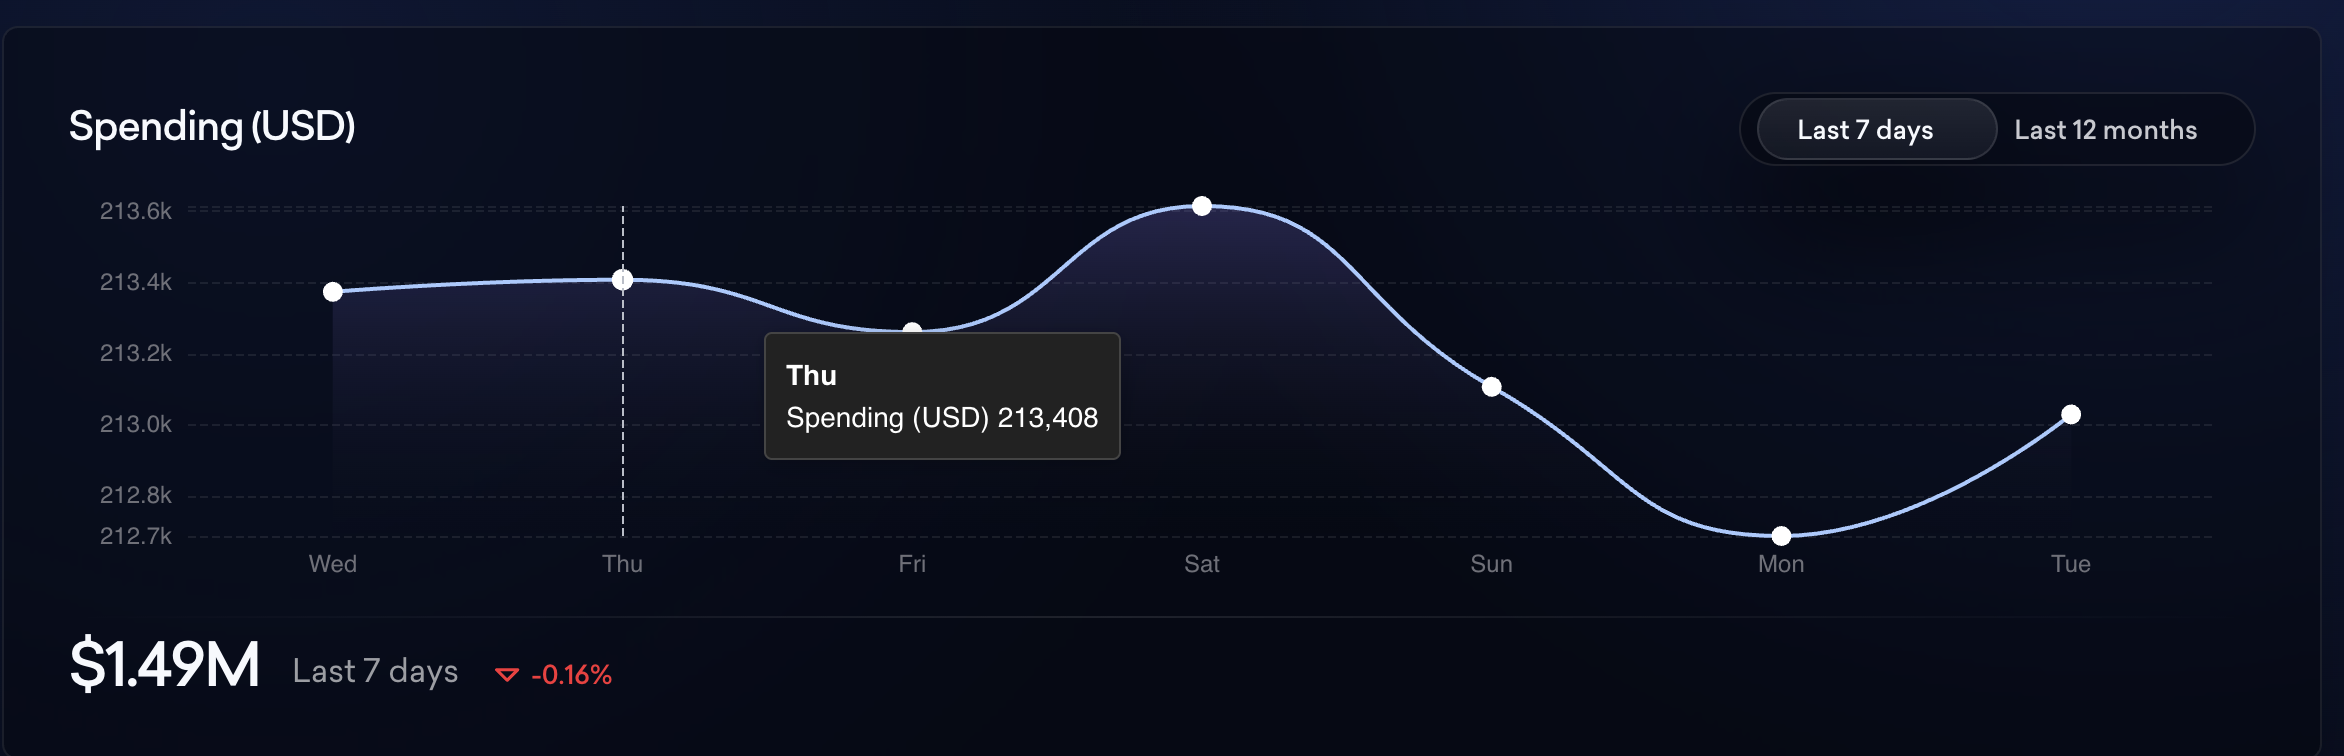 Spending (USD)
Last 7 days
Last 12 months
213.6k
213.4k
213.2k
213.0k
212.8k
212.7k
Thu
Spending (USD) 213,408
Wed
Thu
Fri
Sat
Sun
Mon
Tue
$1.49M
Last 7 days
-0.16%